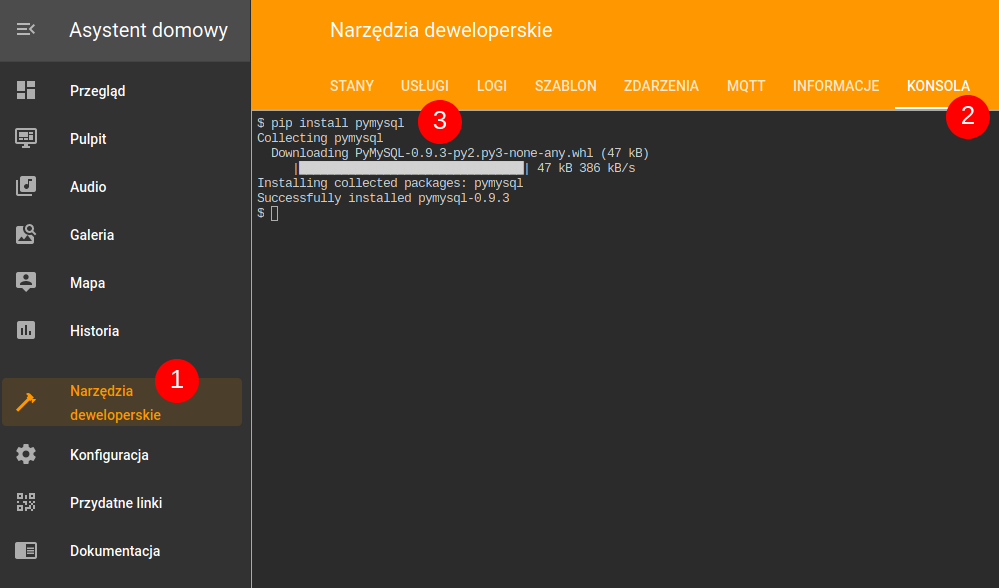 Asystent domowy
Przegląd
Pulpit
Audio
Galeria
Mapa
Historia
Narzędzia
deweloperskie
1
Konfiguracja
Przydatne linki
Dokumentacja
Narzędzia deweloperskie
STANY USŁUGI LOGI SZABLON ZDARZENIA MQTT INFORMACJE KONSOLA
2
3
$ pip install pymysql
Collecting pymysql
Downloading PyMySQL-0.9.3-py2.py3-none-any.whl (47 kB)
| | 47 kB 386 kB/s
Installing collected packages: pymysql
Successfully installed pymysql-0.9.3
$